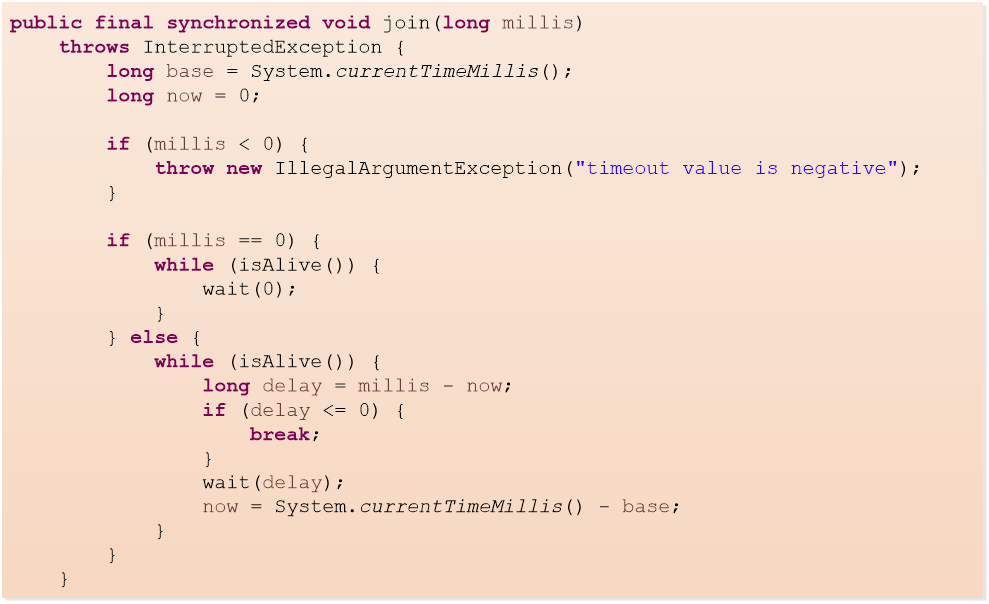 public final synchronized void join(long millis)
    throws InterruptedException {
        long base = System.currentTimeMillis();
        long now = 0;

        if (millis < 0) {
            throw new IllegalArgumentException("timeout value is negative");
        }

        if (millis == 0) {
            while (isAlive()) {
                wait(0);
            }
        } else {
            while (isAlive()) {
                long delay = millis - now;
                if (delay <= 0) {
                    break;
                }
                wait(delay);
                now = System.currentTimeMillis() - base;
            }
        }
    }